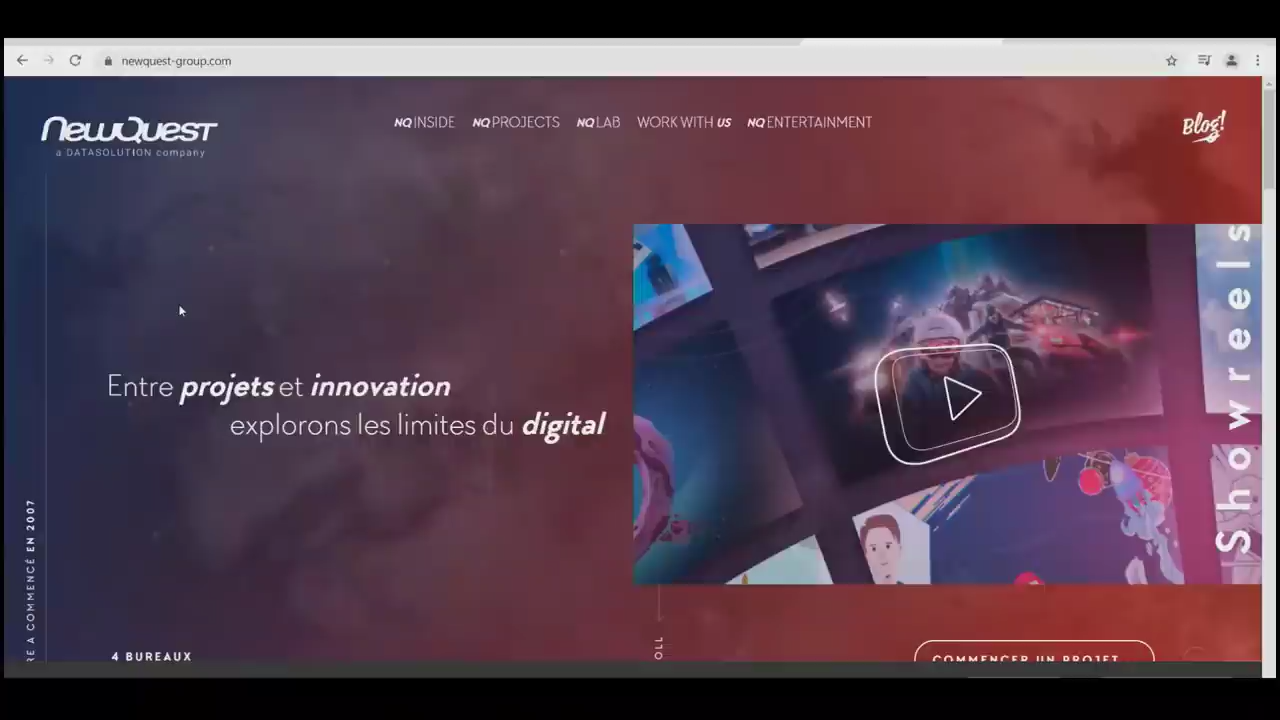 newquest-group.com
NewQuest
a DATASOLUTION company
NQ INSIDE
NQ PROJECTS
NQ LAB
WORK WITH US
NQ ENTERTAINMENT
Blog!
Entre projets et innovation
explorons les limites du digital
Showreels
RE A COMMENCÉ EN 2007
4 BUREAUX
OLL
COMMENCER UN PROJET